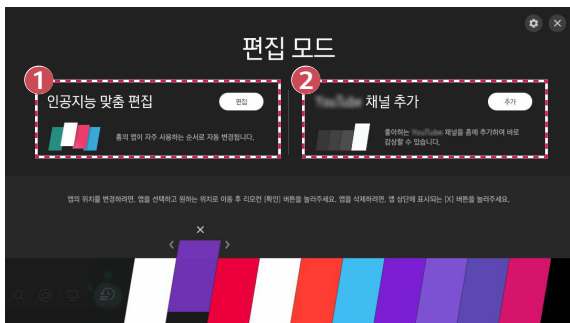 편집 모드
1
인공지능 맞춤 편집
편집
홈의 앱이 자주 사용하는 순서로 자동 변경됩니다.
2
채널 추가
추가
좋아하는 채널을 홈에 추가하여 바로
감상할 수 있습니다.
앱의 위치를 변경하려면, 앱을 선택하고 원하는 위치로 이동 후 리모컨 [확인] 버튼을 눌러주세요. 앱을 삭제하려면, 앱 상단에 표시되는 [X] 버튼을 눌러주세요.